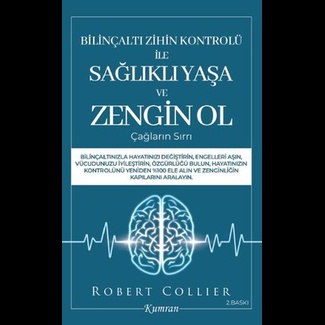 BİLİNÇALTI ZİHİN KONTROLÜ
İLE
SAĞLIKLI YAŞA
VE
ZENGİN OL
Çağların Sırrı
BİLİNÇALTINIZLA HAYATINIZI DEĞİŞTİRİN, ENGELLERİ AŞIN,
VÜCUDUNUZU İYİLEŞTİRİN, ÖZGÜRLÜĞÜ BULUN, HAYATINIZIN
KONTROLÜNÜ YENİDEN %100 ELE ALIN VE ZENGİNLİĞİN
KAPILARINI ARALAYIN.
ROBERT COLLIER
2.BASKI
Kumran